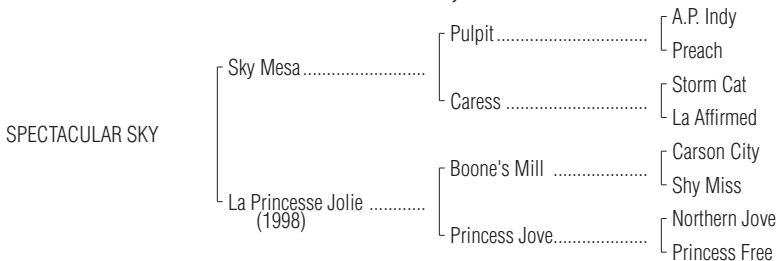 A.P. Indy
Pulpit..................................
Preach
Sky Mesa...........................
Storm Cat
Caress ................................
La Affirmed
SPECTACULAR SKY
Carson City
Boone's Mill .....................
Shy Miss
La Princesse Jolie ............
(1998)
Northern Jove
Princess Jove.....................
Princess Free